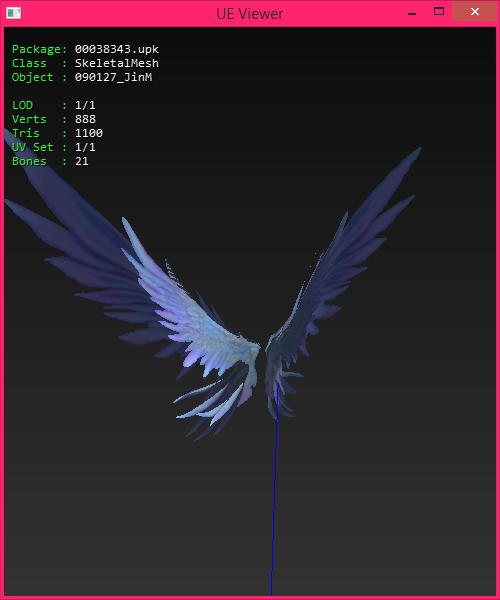 UE Viewer
Package: 00038343.upk
Class : SkeletalMesh
Object : 090127_JinM
LOD : 1/1
Verts : 888
Tris : 1100
UV Set : 1/1
Bones : 21